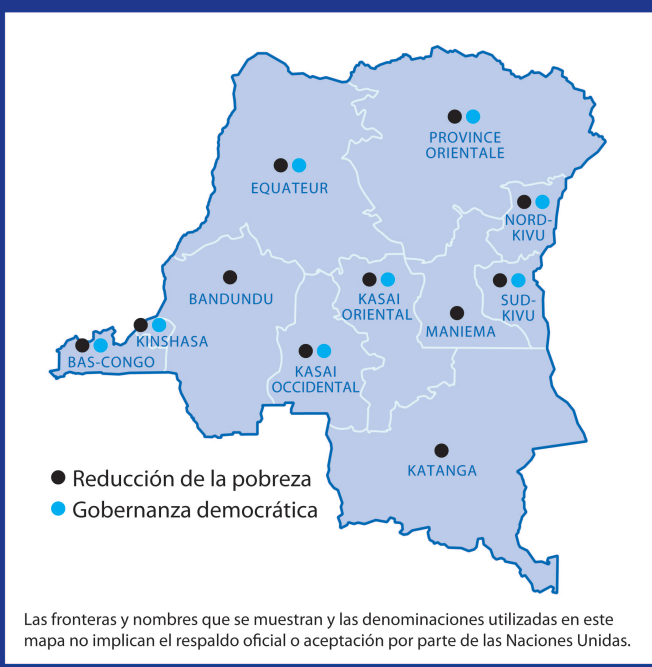 PROVINCE
ORIENTALE
EQUATEUR
NORD-
KIVU
BANDUNDU
KASAI
ORIENTAL
SUD-
KIVU
MANIEMA
KINSHASA
BAS-CONGO
KASAI
OCCIDENTAL
KATANGA
Reducción de la pobreza
Gobernanza democrática
Las fronteras y nombres que se muestran y las denominaciones utilizadas en este
mapa no implican el respaldo oficial o aceptación por parte de las Naciones Unidas.